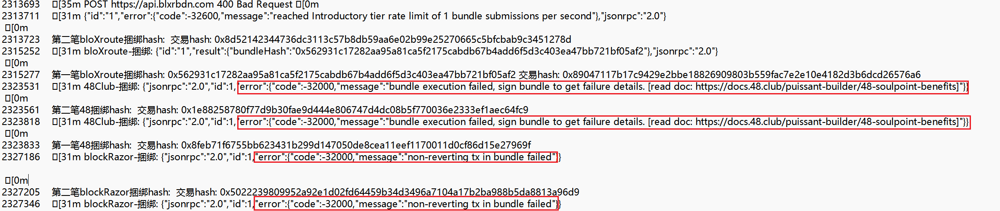 2313693 □[35m POST https://api.blxrbdn.com 400 Bad Request □[0m
2313711 □[31m {"id":"1","error":{"code":-32600,"message":"reached Introductory tier rate limit of 1 bundle submissions per second"},"jsonrpc":"2.0"}
□[0m
2313723 第二笔bloXroute捆绑hash: 交易hash: 0x8d52142344736dc3113c57b8db59aa6e02b99e25270665c5bfcbab9c3451278d
2315252 □[31m bloXroute-捆绑: {"id":"1","result":{"bundleHash":"0x562931c17282aa95a81ca5f2175cabdb67b4add6f5d3c403ea47bb721bf05af2"},"jsonrpc":"2.0"}
□[0m
2315277 第一笔bloXroute捆绑hash: 0x562931c17282aa95a81ca5f2175cabdb67b4add6f5d3c403ea47bb721bf05af2 交易hash: 0x89047117b17c9429e2bbe18826909803b559fac7e2e10e4182d3b6dcd26576a6
2323531 □[31m 48Club-捆绑: {"jsonrpc":"2.0","id":1,"error":{"code":-32000,"message":"bundle execution failed, sign bundle to get failure details. [read doc: https://docs.48.club/puissant-builder/48-soulpoint-benefits]"}}
□[0m
2323561 第二笔48捆绑hash: 交易hash: 0x1e88258780f77d9b30fae9d444e806747d4dc08b5f770036e2333ef1aec64fc9
2323818 □[31m 48Club-捆绑: {"jsonrpc":"2.0","id":1,"error":{"code":-32000,"message":"bundle execution failed, sign bundle to get failure details. [read doc: https://docs.48.club/puissant-builder/48-soulpoint-benefits]"}}
□[0m
2323833 第一笔48捆绑hash: 交易hash: 0x8feb71f6755bb623431b299d147050de8cea11eef1170011d0cf86d15e27969f
2327186 □[31m blockRazor-捆绑: {"jsonrpc":"2.0","id":1,"error":{"code":-32000,"message":"non-reverting tx in bundle failed"}}
□[0m
2327205 第二笔blockRazor捆绑hash: 交易hash: 0x5022239809952a92e1d02fd64459b34d3496a7104a17b2ba988b5da8813a96d9
2327346 □[31m blockRazor-捆绑: {"jsonrpc":"2.0","id":1,"error":{"code":-32000,"message":"non-reverting tx in bundle failed"}}